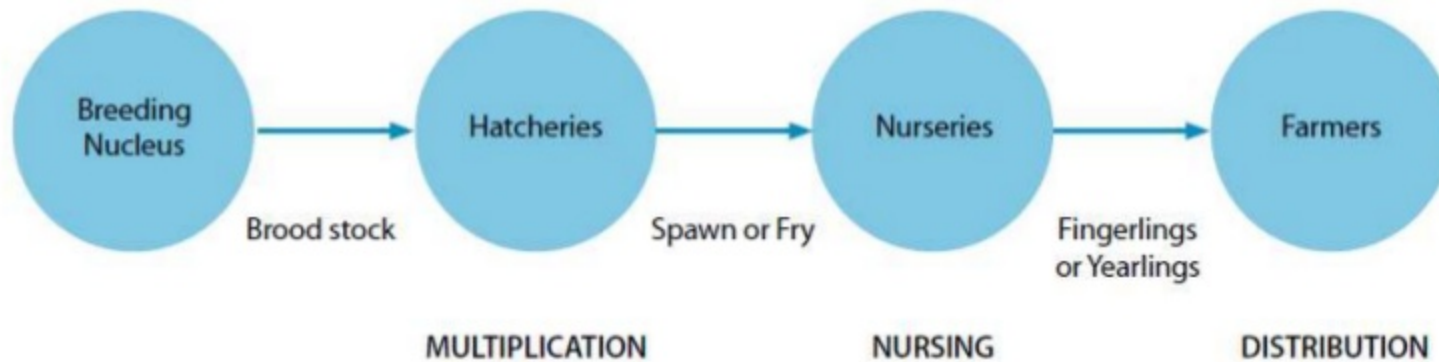 Breeding
Nucleus
Hatcheries
Nurseries
Farmers
Brood stock
Spawn or Fry
Fingerlings
or Yearlings
MULTIPLICATION
NURSING
DISTRIBUTION